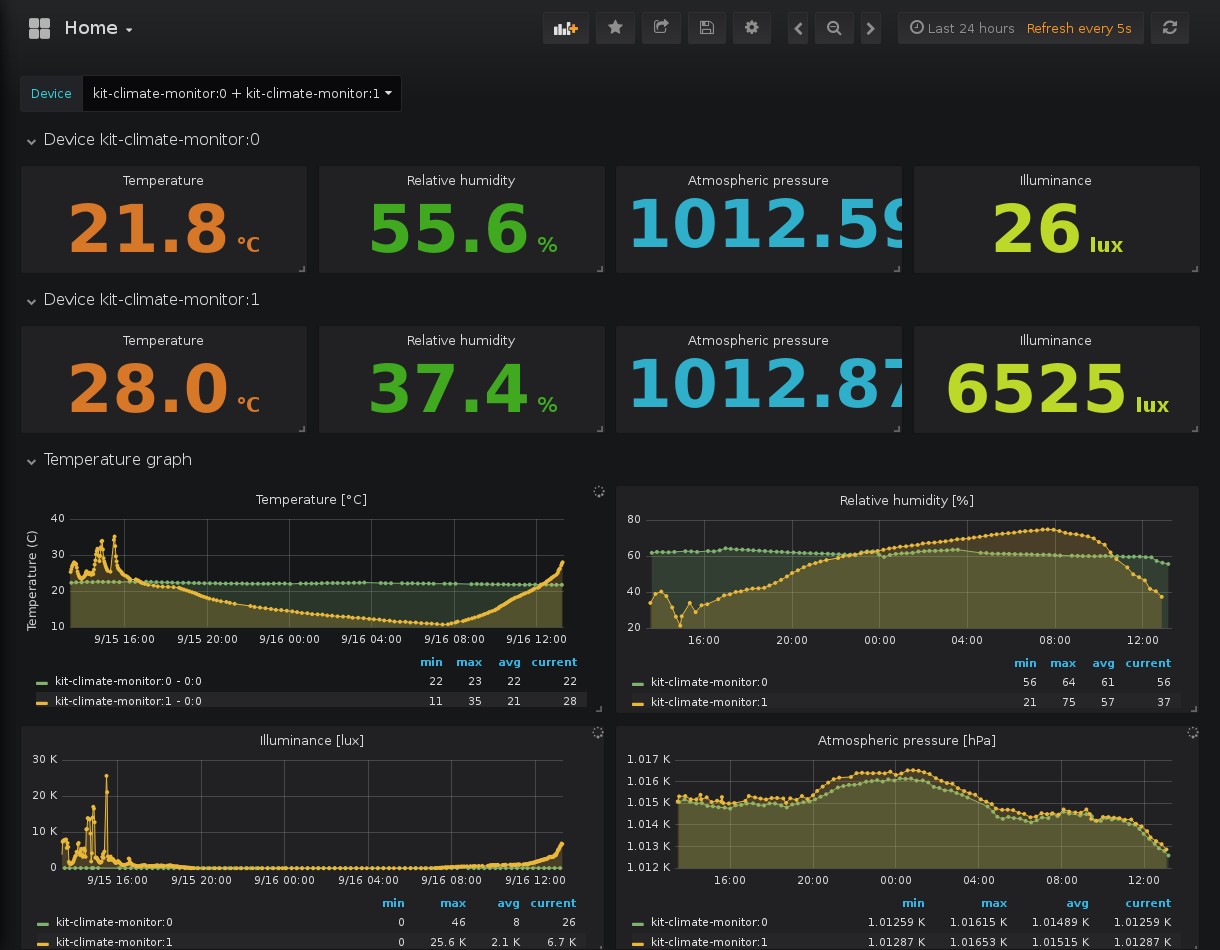 Home
Last 24 hours Refresh every 5s
Device kit-climate-monitor:0 + kit-climate-monitor:1
Device kit-climate-monitor:0
Temperature Relative humidity Atmospheric pressure Illuminance
21.8 °C 55.6 % 1012.59 26 lux
Device kit-climate-monitor:1
Temperature Relative humidity Atmospheric pressure Illuminance
28.0 °C 37.4 % 1012.87 6525 lux
Temperature graph
Temperature [°C]
Temperature (C)
40
30
20
10
9/15 16:00 9/15 20:00 9/16 00:00 9/16 04:00 9/16 08:00 9/16 12:00
min max avg current
kit-climate-monitor:0 - 0:0 22 23 22 22
kit-climate-monitor:1 - 0:0 11 35 21 28
Relative humidity [%]
80
60
40
20
16:00 20:00 00:00 04:00 08:00 12:00
min max avg current
kit-climate-monitor:0 56 64 61 56
kit-climate-monitor:1 21 75 57 37
Illuminance [lux]
30 K
20 K
10 K
0
9/15 16:00 9/15 20:00 9/16 00:00 9/16 04:00 9/16 08:00 9/16 12:00
min max avg current
kit-climate-monitor:0 0 46 8 26
kit-climate-monitor:1 0 25.6 K 2.1 K 6.7 K
Atmospheric pressure [hPa]
1.017 K
1.016 K
1.015 K
1.014 K
1.013 K
1.012 K
16:00 20:00 00:00 04:00 08:00 12:00
min max avg current
kit-climate-monitor:0 1.01259 K 1.01615 K 1.01489 K 1.01259 K
kit-climate-monitor:1 1.01287 K 1.01653 K 1.01515 K 1.01287 K